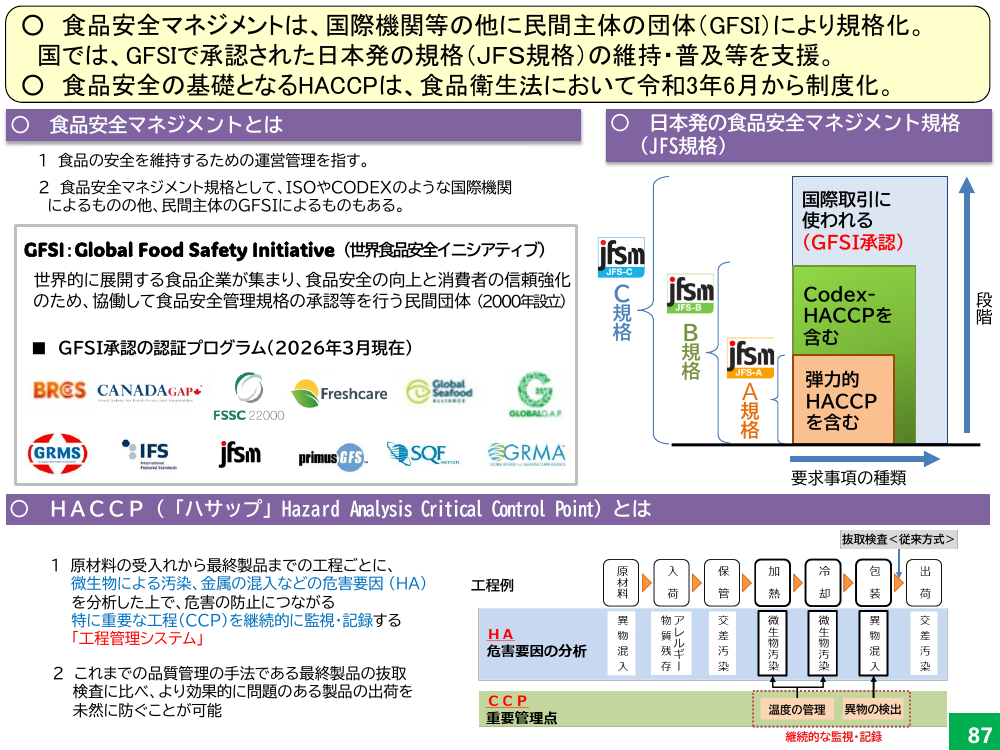 〇　食品安全マネジメントは、国際機関等の他に民間主体の団体（GFSI）により規格化。
国では、GFSIで承認された日本発の規格（ＪＦＳ規格）の維持・普及等を支援。
〇　食品安全の基礎となるHACCPは、食品衛生法において令和3年6月から制度化。
〇　食品安全マネジメントとは
１　食品の安全を維持するための運営管理を指す。
２　食品安全マネジメント規格として、ISOやCODEXのような国際機関
によるものの他、民間主体のGFSIによるものもある。
GFSI：Global Food Safety Initiative（世界食品安全イニシアティブ）
世界的に展開する食品企業が集まり、食品安全の向上と消費者の信頼強化
のため、協働して食品安全管理規格の承認等を行う民間団体（2000年設立）
■　GFSI承認の認証プログラム（2026年3月現在）
BRCGS
CANADAGAP
FSSC 22000
Freshcare
Global
Seafood
ALLIANCE
GLOBALG.A.P.
GRMS
IFS
International
Featured Standards
jfsm
primusGFS
SQF
INSTITUTE
GRMA
〇　日本発の食品安全マネジメント規格
（JFS規格）
jfsm
JFS-C
C規格
jfsm
JFS-B
B規格
jfsm
JFS-A
A規格
国際取引に
使われる
（GFSI承認）
Codex-
HACCPを
含む
弾力的
HACCP
を含む
段階
要求事項の種類
〇　ＨＡＣＣＰ（「ハサップ」Hazard Analysis Critical Control Point）とは
１　原材料の受入れから最終製品までの工程ごとに、
微生物による汚染、金属の混入などの危害要因（HA）
を分析した上で、危害の防止につながる
特に重要な工程（CCP）を継続的に監視・記録する
「工程管理システム」
２　これまでの品質管理の手法である最終製品の抜取
検査に比べ、より効果的に問題のある製品の出荷を
未然に防ぐことが可能
抜取検査＜従来方式＞
工程例
原材料
入荷
保管
加熱
冷却
包装
出荷
ＨＡ
危害要因の分析
異物混入
アレルギー
物質残存
交差汚染
微生物汚染
微生物汚染
異物混入
交差汚染
ＣＣＰ
重要管理点
温度の管理
異物の検出
継続的な監視・記録
87